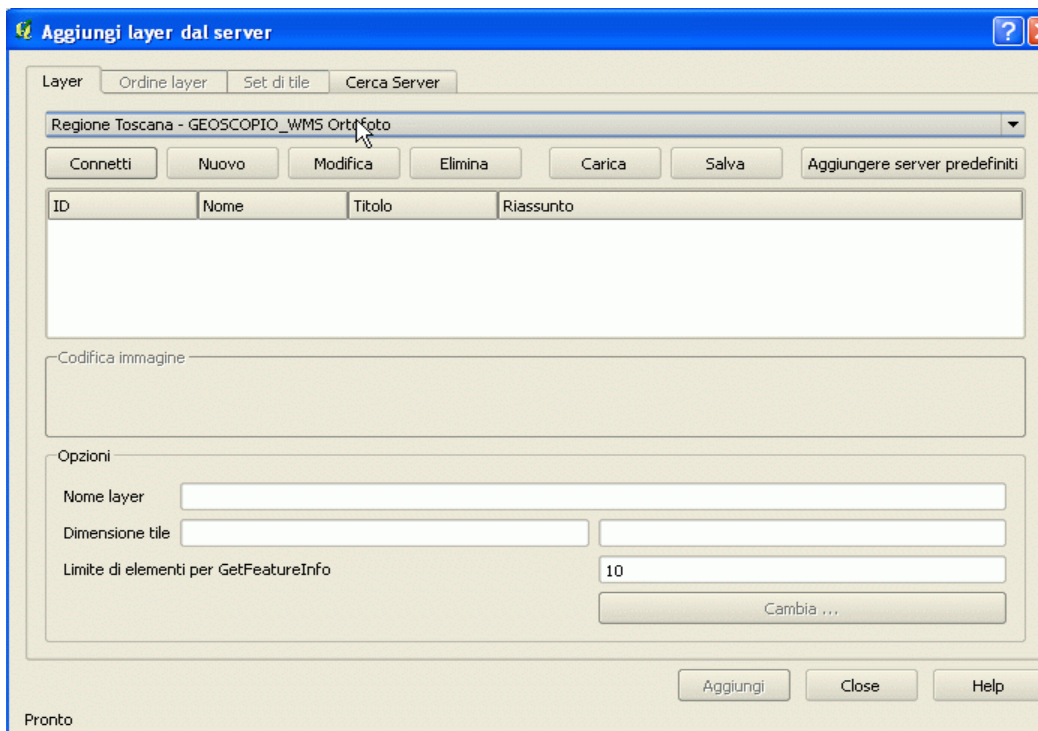 Aggiungi layer dal server
?
Layer Ordine layer Set di tile Cerca Server
Regione Toscana - GEOSCOPIO_WMS Ortofoto
Connetti Nuovo Modifica Elimina Carica Salva Aggiungere server predefiniti
ID Nome Titolo Riassunto
Codifica immagine
Opzioni
Nome layer
Dimensione tile
Limite di elementi per GetFeatureInfo 10
Cambia ...
Aggiungi Close Help
Pronto